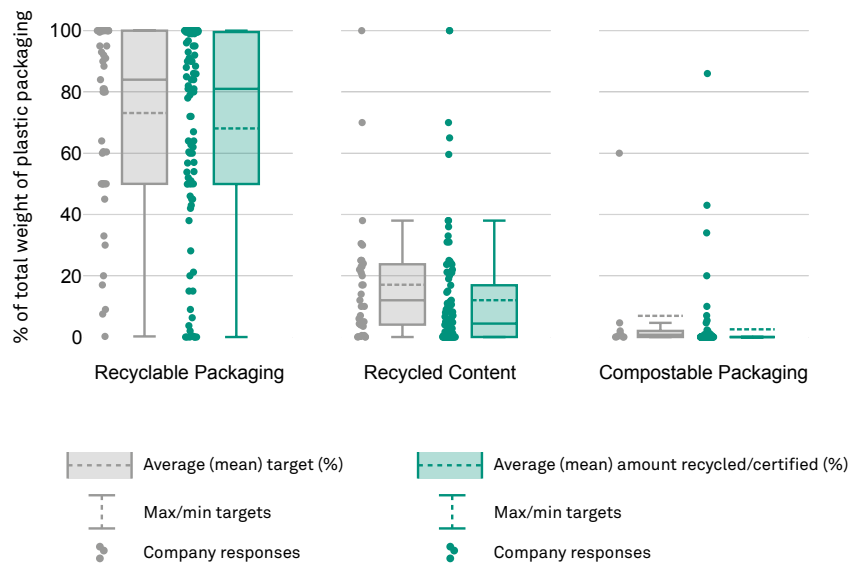 % of total weight of plastic packaging
100
80
60
40
20
0
Recyclable Packaging
Recycled Content
Compostable Packaging
Average (mean) target (%)
Average (mean) amount recycled/certified (%)
Max/min targets
Max/min targets
Company responses
Company responses